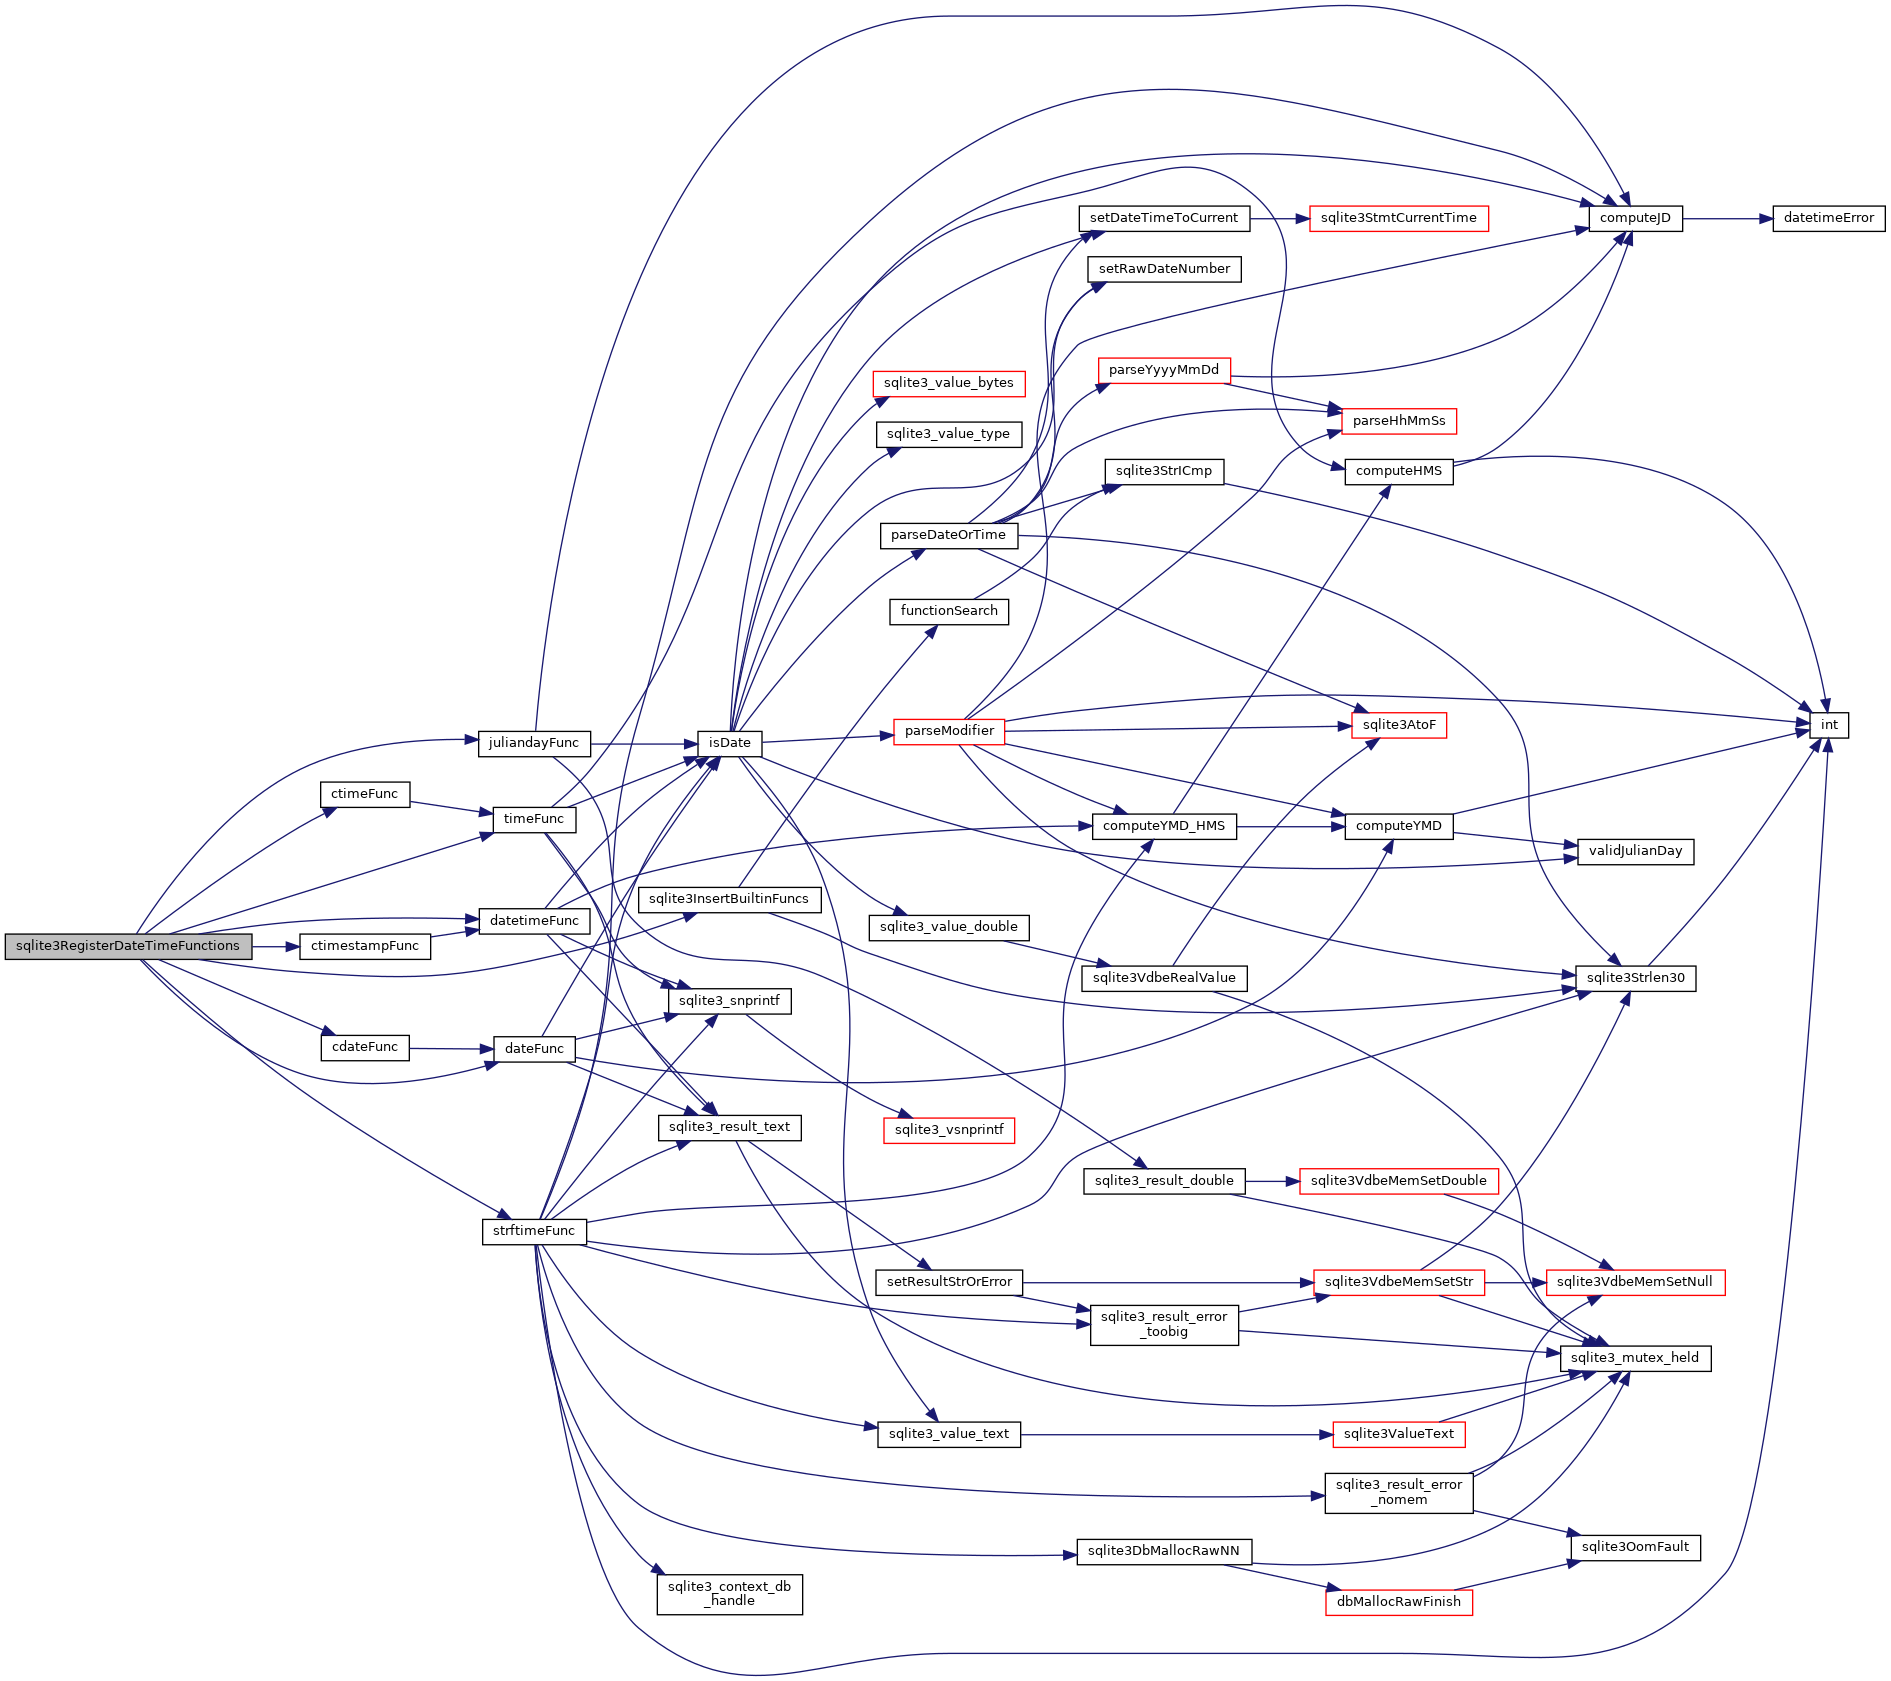 sqlite3RegisterDateTimeFunctions
juliandayFunc
ctimeFunc
timeFunc
datetimeFunc
ctimestampFunc
cdateFunc
dateFunc
strftimeFunc
isDate
sqlite3InsertBuiltinFuncs
sqlite3_snprintf
sqlite3_result_text
sqlite3_context_db
_handle
sqlite3_value_bytes
sqlite3_value_type
parseDateOrTime
functionSearch
parseModifier
sqlite3_value_double
sqlite3_vsnprintf
setResultStrOrError
sqlite3_value_text
setDateTimeToCurrent
setRawDateNumber
parseYyyyMmDd
sqlite3StrICmp
computeYMD_HMS
sqlite3VdbeRealValue
sqlite3_result_double
sqlite3_result_error
_toobig
sqlite3DbMallocRawNN
sqlite3StmtCurrentTime
parseHhMmSs
computeHMS
sqlite3AtoF
computeYMD
sqlite3VdbeMemSetDouble
sqlite3VdbeMemSetStr
sqlite3ValueText
sqlite3_result_error
_nomem
dbMallocRawFinish
computeJD
validJulianDay
sqlite3Strlen30
sqlite3VdbeMemSetNull
sqlite3_mutex_held
sqlite3OomFault
datetimeError
int